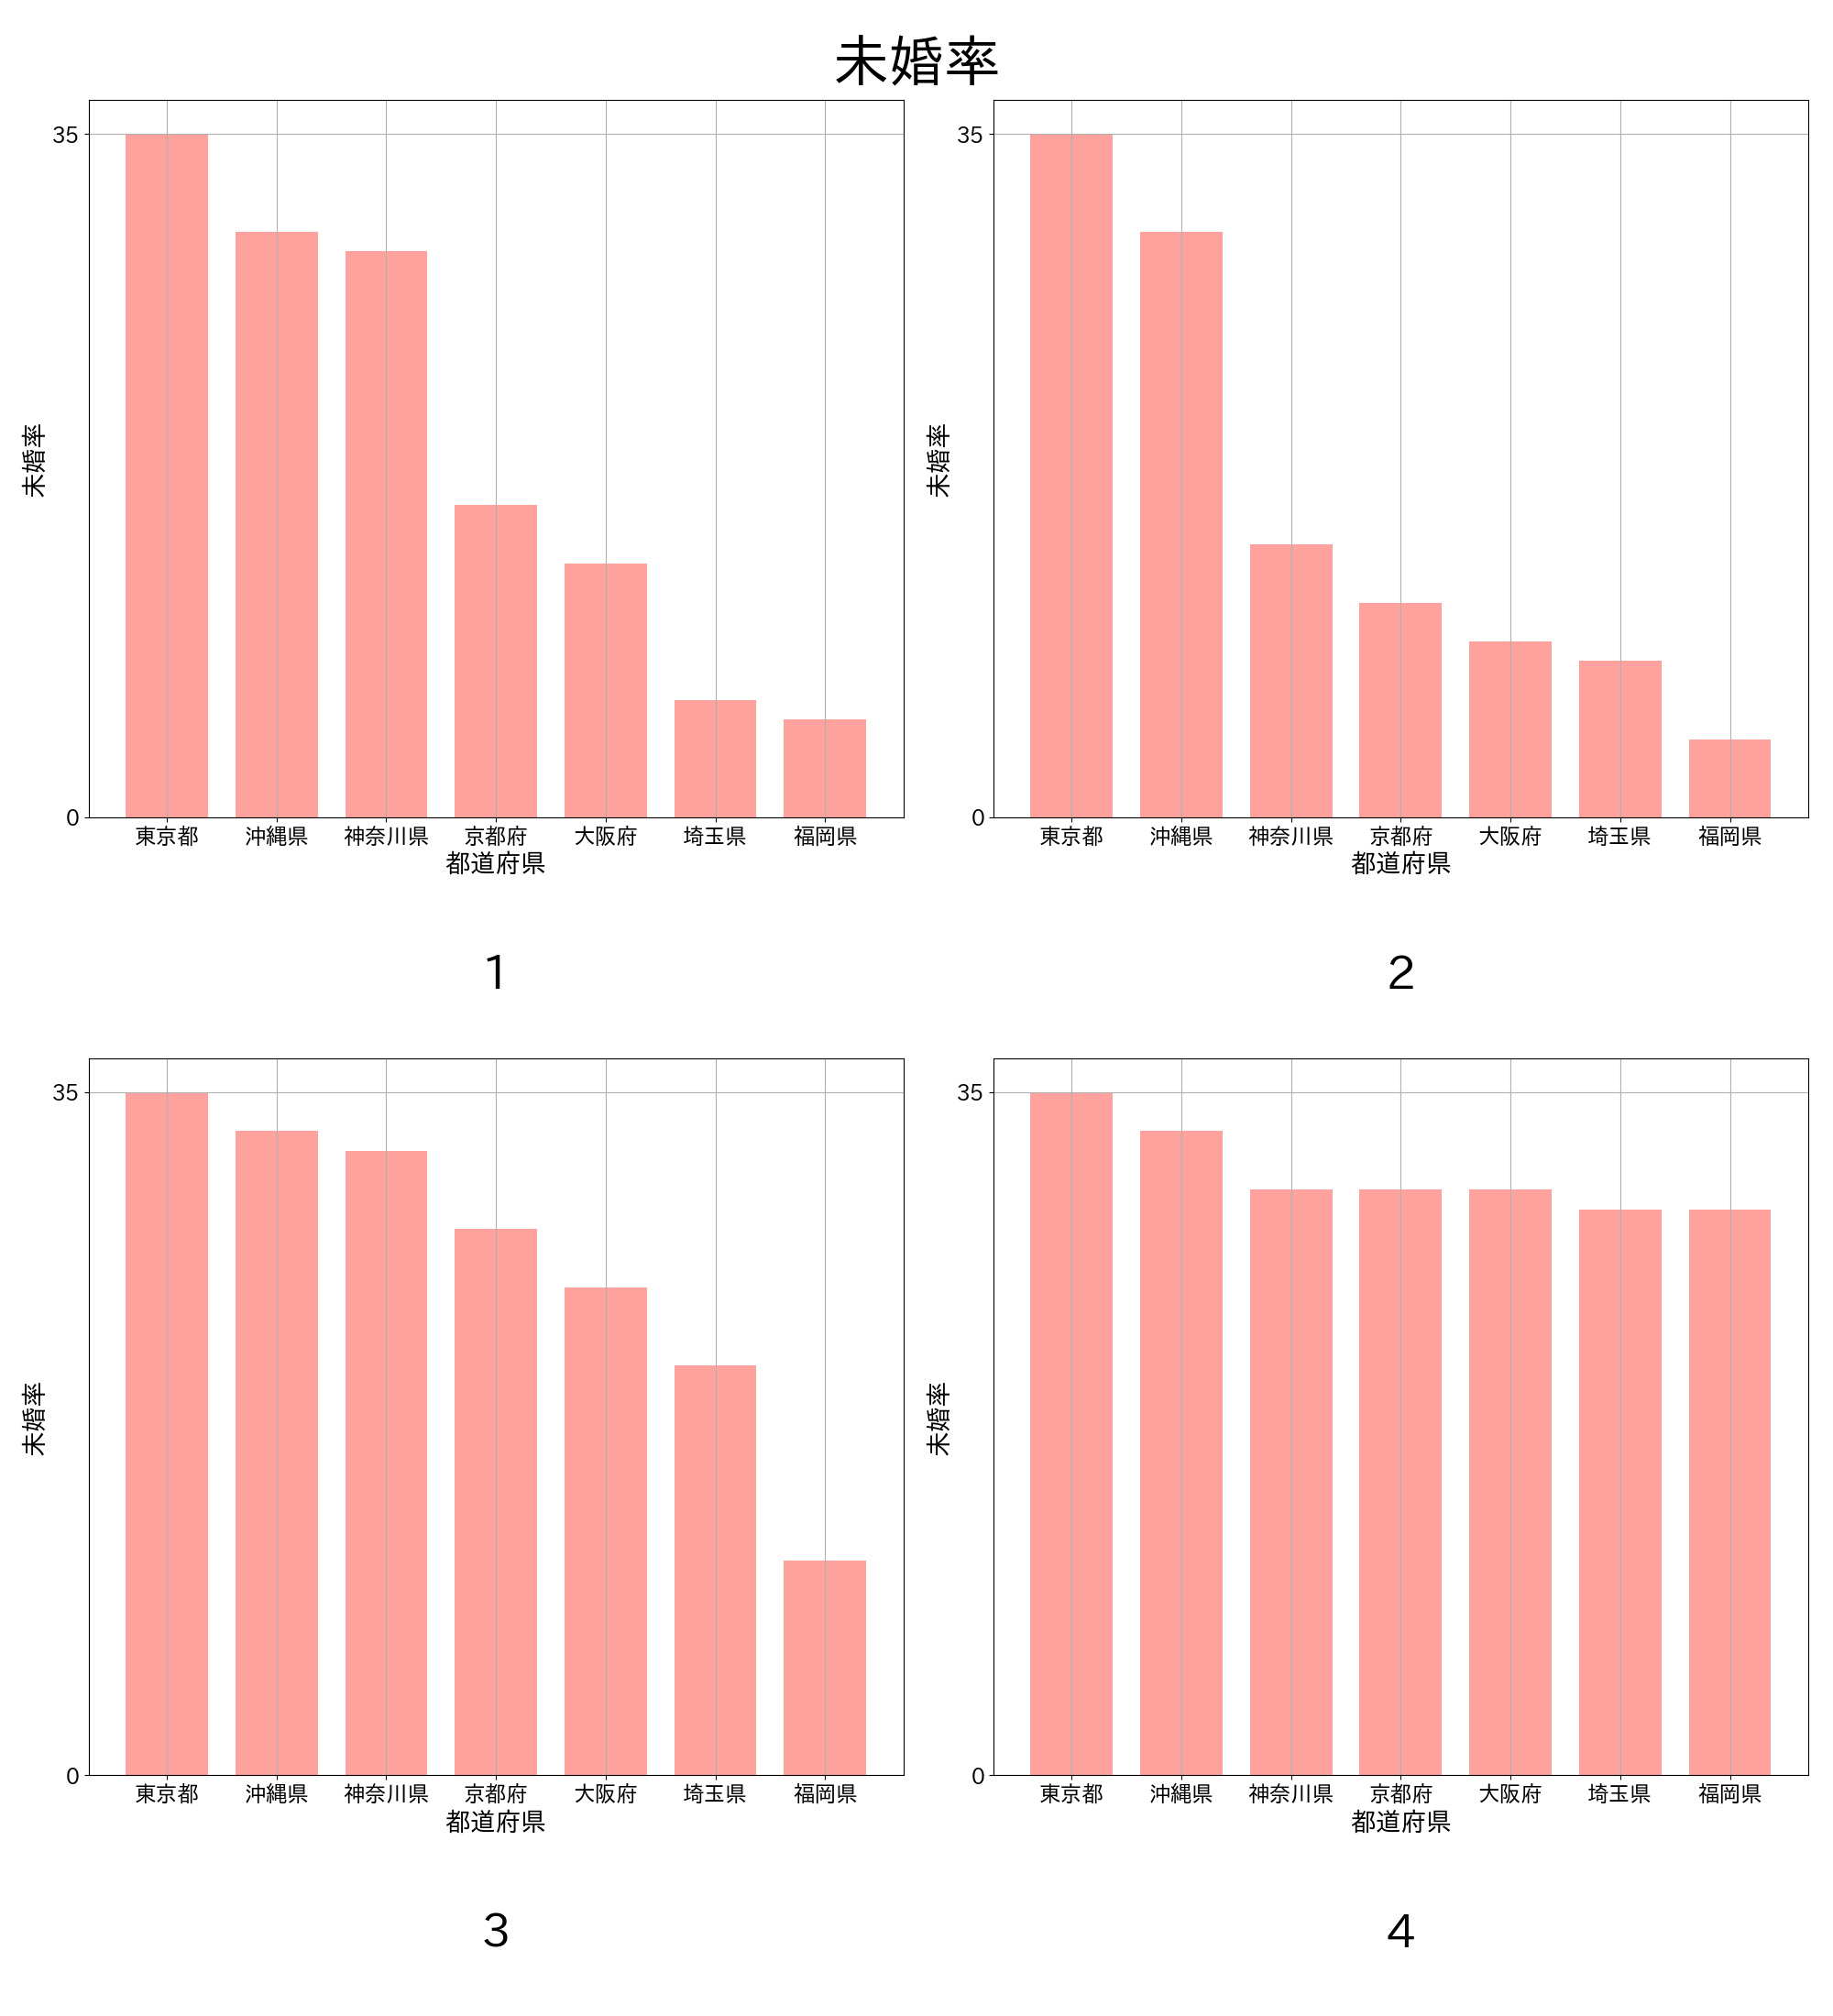 未婚率
35
0
未婚率
東京都 沖縄県 神奈川県 京都府 大阪府 埼玉県 福岡県
都道府県
1
35
0
未婚率
東京都 沖縄県 神奈川県 京都府 大阪府 埼玉県 福岡県
都道府県
2
35
0
未婚率
東京都 沖縄県 神奈川県 京都府 大阪府 埼玉県 福岡県
都道府県
3
35
0
未婚率
東京都 沖縄県 神奈川県 京都府 大阪府 埼玉県 福岡県
都道府県
4